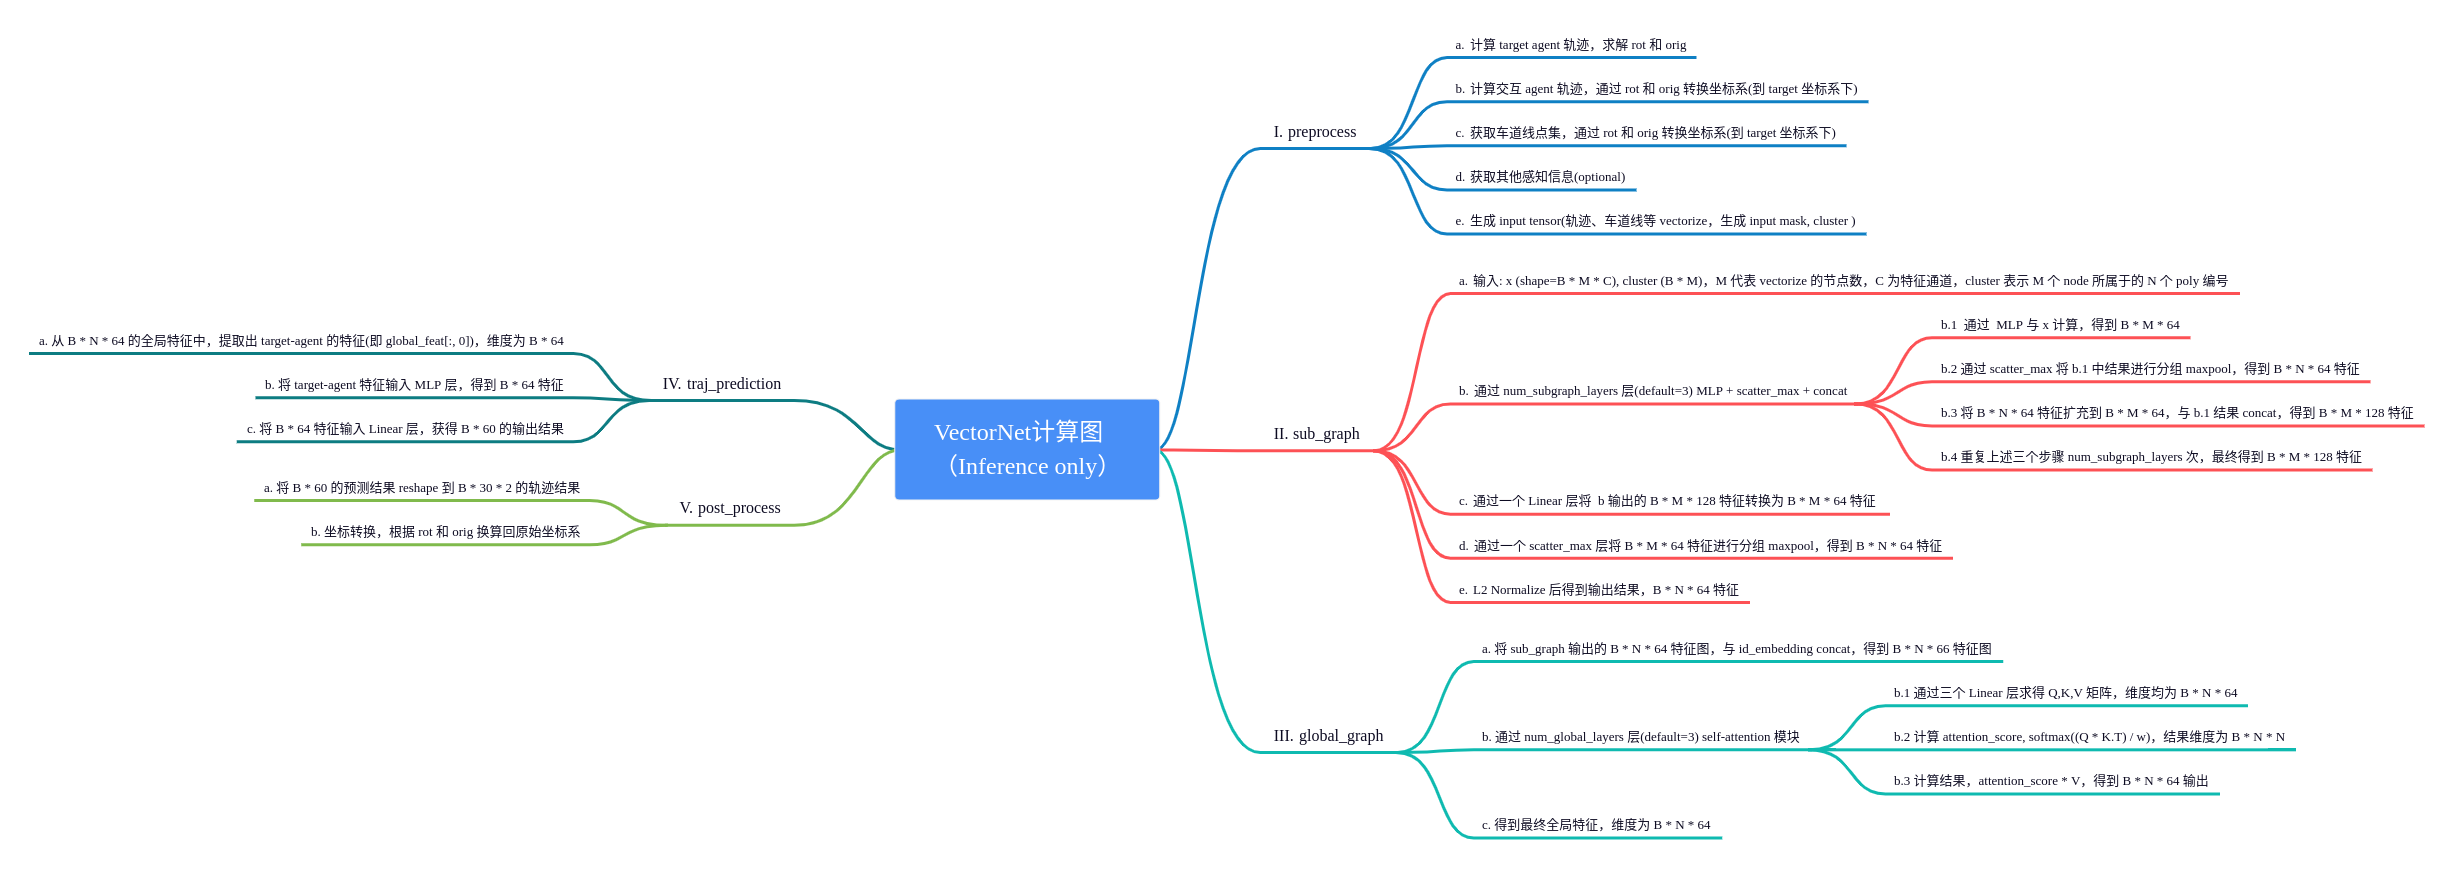 VectorNet计算图
（Inference only）
I. preprocess
a. 计算 target agent 轨迹，求解 rot 和 orig
b. 计算交互 agent 轨迹，通过 rot 和 orig 转换坐标系(到 target 坐标系下)
c. 获取车道线点集，通过 rot 和 orig 转换坐标系(到 target 坐标系下)
d. 获取其他感知信息(optional)
e. 生成 input tensor(轨迹、车道线等 vectorize，生成 input mask, cluster )
II. sub_graph
a. 输入: x (shape=B * M * C), cluster (B * M)，M 代表 vectorize 的节点数，C 为特征通道，cluster 表示 M 个 node 所属于的 N 个 poly 编号
b. 通过 num_subgraph_layers 层(default=3) MLP + scatter_max + concat
b.1 通过 MLP 与 x 计算，得到 B * M * 64
b.2 通过 scatter_max 将 b.1 中结果进行分组 maxpool，得到 B * N * 64 特征
b.3 将 B * N * 64 特征扩充到 B * M * 64，与 b.1 结果 concat，得到 B * M * 128 特征
b.4 重复上述三个步骤 num_subgraph_layers 次，最终得到 B * M * 128 特征
c. 通过一个 Linear 层将 b 输出的 B * M * 128 特征转换为 B * M * 64 特征
d. 通过一个 scatter_max 层将 B * M * 64 特征进行分组 maxpool，得到 B * N * 64 特征
e. L2 Normalize 后得到输出结果，B * N * 64 特征
III. global_graph
a. 将 sub_graph 输出的 B * N * 64 特征图，与 id_embedding concat，得到 B * N * 66 特征图
b. 通过 num_global_layers 层(default=3) self-attention 模块
b.1 通过三个 Linear 层求得 Q,K,V 矩阵，维度均为 B * N * 64
b.2 计算 attention_score, softmax((Q * K.T) / w)，结果维度为 B * N * N
b.3 计算结果，attention_score * V，得到 B * N * 64 输出
c. 得到最终全局特征，维度为 B * N * 64
IV. traj_prediction
a. 从 B * N * 64 的全局特征中，提取出 target-agent 的特征(即 global_feat[:, 0])，维度为 B * 64
b. 将 target-agent 特征输入 MLP 层，得到 B * 64 特征
c. 将 B * 64 特征输入 Linear 层，获得 B * 60 的输出结果
V. post_process
a. 将 B * 60 的预测结果 reshape 到 B * 30 * 2 的轨迹结果
b. 坐标转换，根据 rot 和 orig 换算回原始坐标系